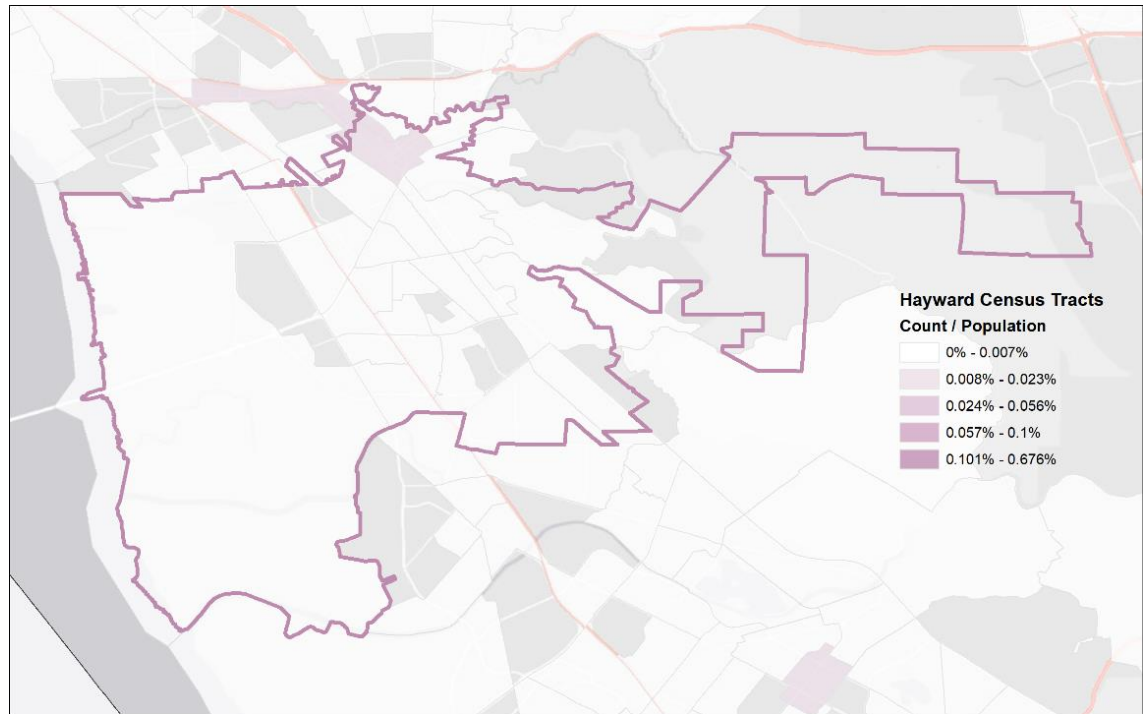 Hayward Census Tracts
Count / Population
0% - 0.007%
0.008% - 0.023%
0.024% - 0.056%
0.057% - 0.1%
0.101% - 0.676%